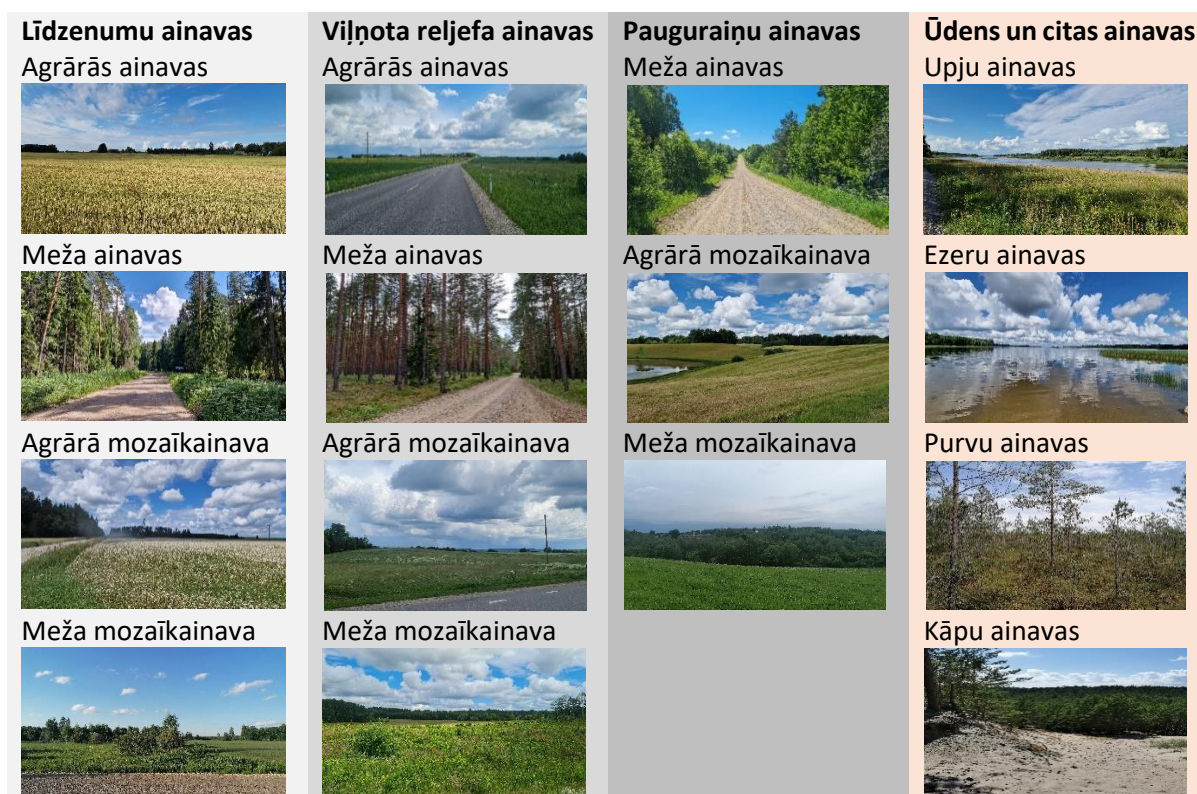 Līdzenumu ainavas
Agrārās ainavas
Meža ainavas
Agrārā mozaīkainava
Meža mozaīkainava
Viļņota reljefa ainavas
Agrārās ainavas
Meža ainavas
Agrārā mozaīkainava
Meža mozaīkainava
Pauguraiņu ainavas
Meža ainavas
Agrārā mozaīkainava
Meža mozaīkainava
Ūdens un citas ainavas
Upju ainavas
Ezeru ainavas
Purvu ainavas
Kāpu ainavas